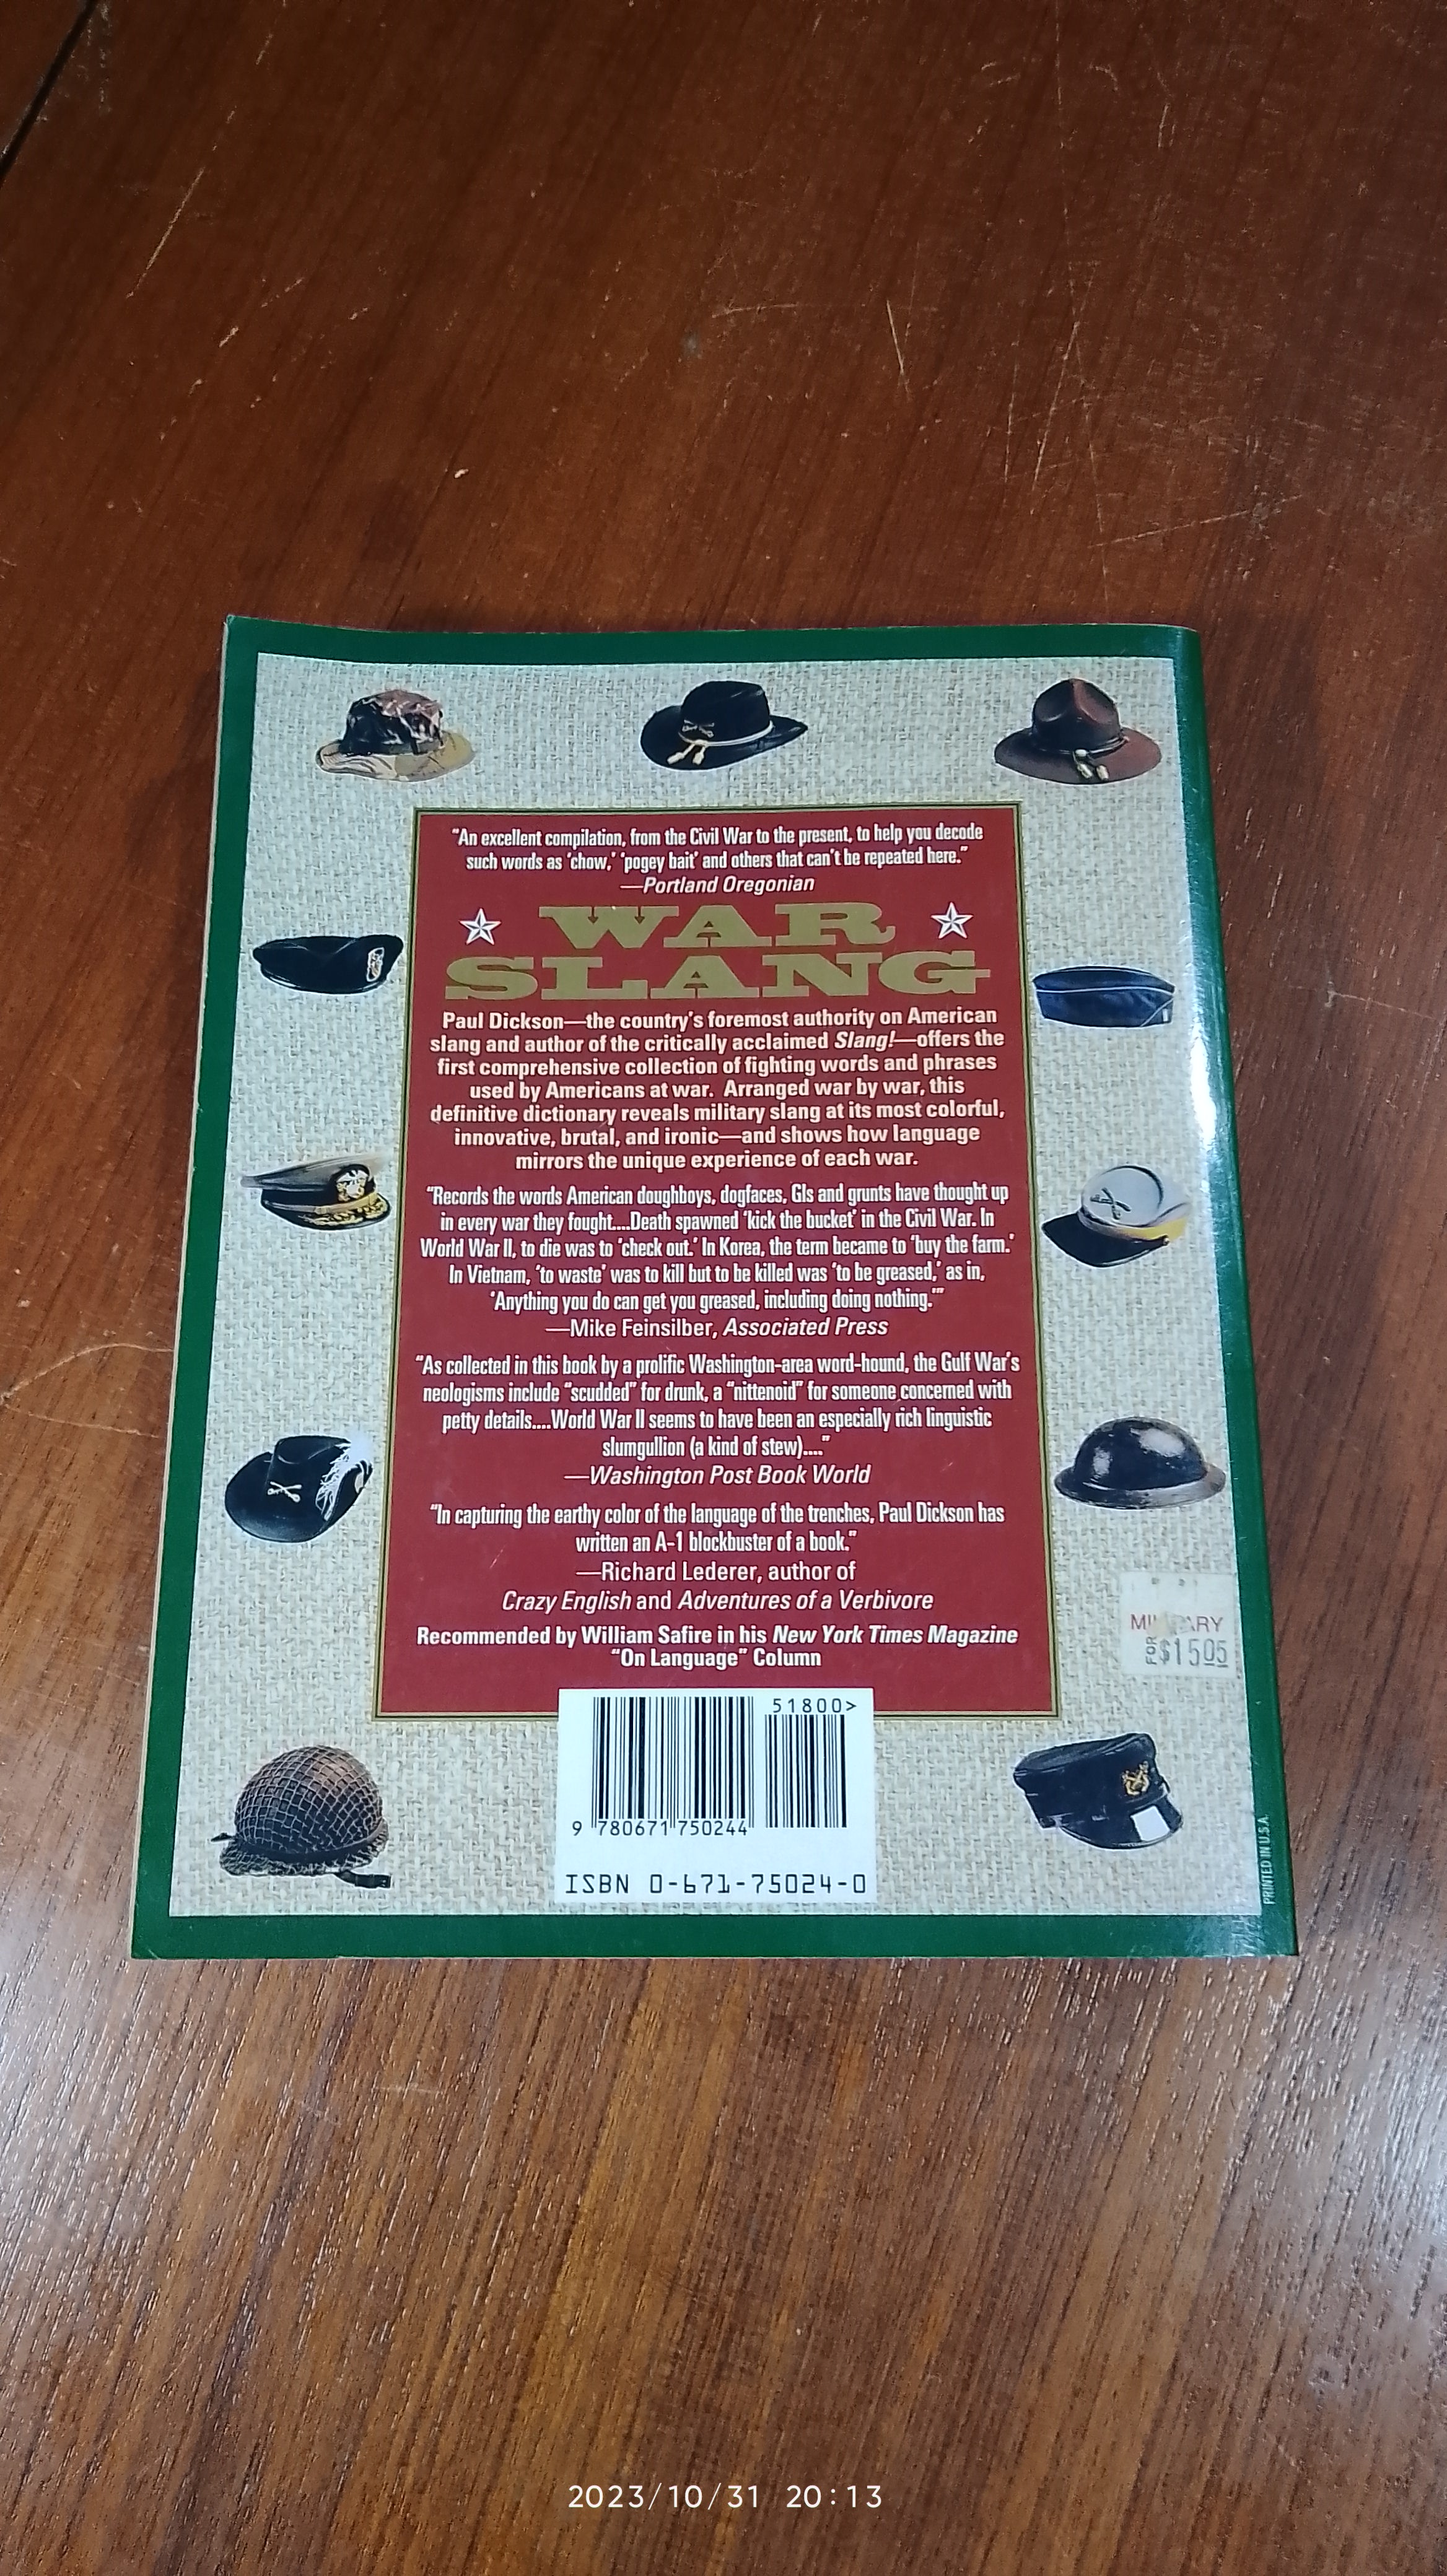 "An excellent compilation, from the Civil War to the present, to help you decode
such words as 'chow,' 'pogey bait' and others that can't be repeated here."
—Portland Oregonian
WAR
SLANG
Paul Dickson—the country's foremost authority on American
slang and author of the critically acclaimed Slang!—offers the
first comprehensive collection of fighting words and phrases
used by Americans at war. Arranged war by war, this
definitive dictionary reveals military slang at its most colorful,
innovative, brutal, and ironic—and shows how language
mirrors the unique experience of each war.
"Records the words American doughboys, dogfaces, GIs and grunts have thought up
in every war they fought....Death spawned 'kick the bucket' in the Civil War. In
World War II, to die was to 'check out.' In Korea, the term became to 'buy the farm.'
In Vietnam, 'to waste' was to kill but to be killed was 'to be greased,' as in,
'Anything you do can get you greased, including doing nothing.'"
—Mike Feinsilber, Associated Press
"As collected in this book by a prolific Washington-area word-hound, the Gulf War's
neologisms include "scudded" for drunk, a "nittenoid" for someone concerned with
petty details....World War II seems to have been an especially rich linguistic
slumgullion (a kind of stew)...."
—Washington Post Book World
"In capturing the earthy color of the language of the trenches, Paul Dickson has
written an A-1 blockbuster of a book."
—Richard Lederer, author of
Crazy English and Adventures of a Verbivore
Recommended by William Safire in his New York Times Magazine
"On Language" Column
FOR $1505
51800>
9 780671 750244
ISBN 0-671-75024-0
PRINTED IN U.S.A.
2023/10/31 20:13